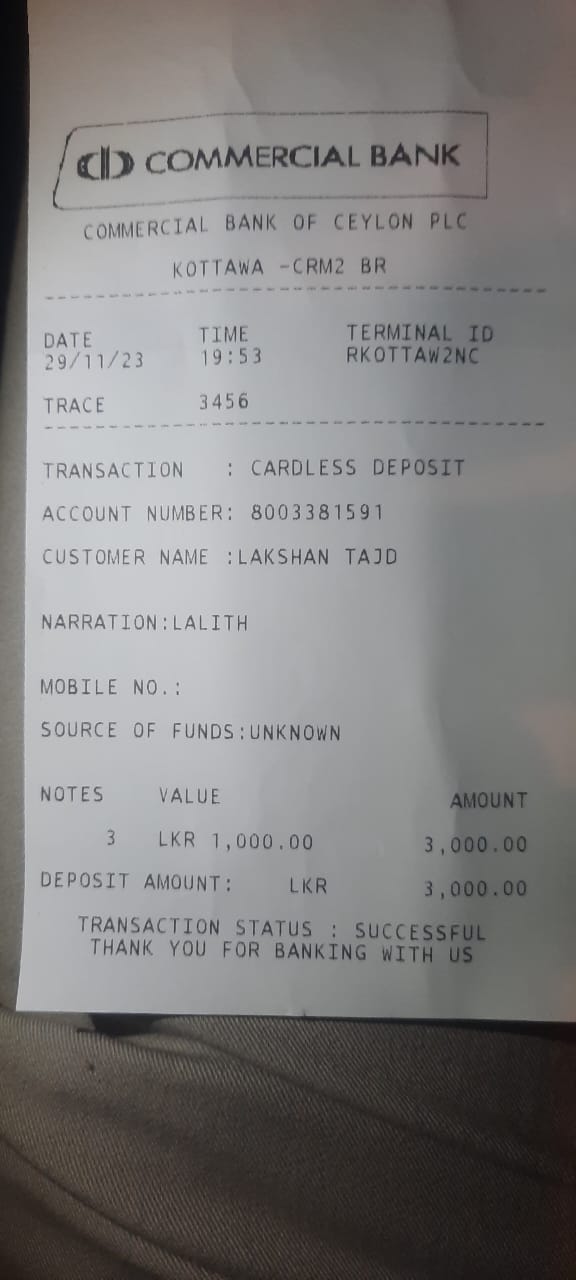 COMMERCIAL BANK
COMMERCIAL BANK OF CEYLON PLC
KOTTAWA -CRM2 BR
DATE TIME TERMINAL ID
29/11/23 19:53 RKOTTAW2NC
TRACE 3456
TRANSACTION : CARDLESS DEPOSIT
ACCOUNT NUMBER: 8003381591
CUSTOMER NAME :LAKSHAN TAJD
NARRATION:LALITH
MOBILE NO.:
SOURCE OF FUNDS:UNKNOWN
NOTES VALUE AMOUNT
3 LKR 1,000.00 3,000.00
DEPOSIT AMOUNT: LKR 3,000.00
TRANSACTION STATUS : SUCCESSFUL
THANK YOU FOR BANKING WITH US